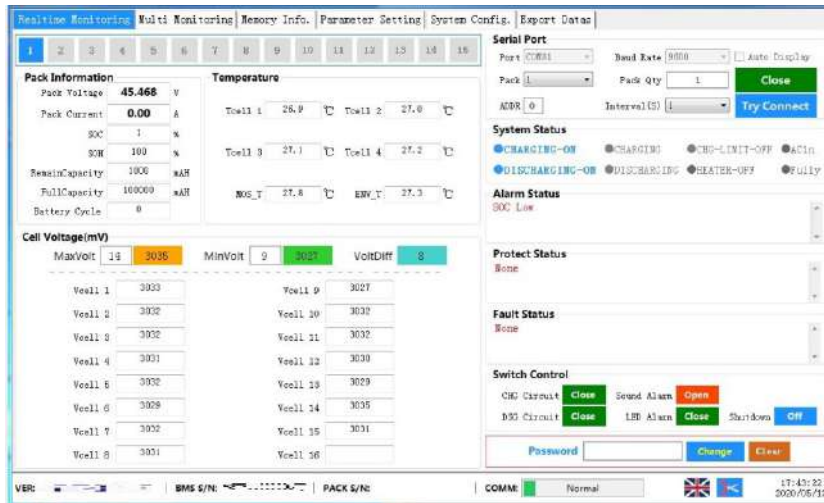 Realtime Monitoring Multi Monitoring Memory Info. Parameter Setting System Config. Export Datas
1 2 3 4 5 6 7 8 9 10 11 12 13 14 15
Serial Port
Port COM31 Baud Rate 9600 Auto Display
Pack 1 Pack Qty 1 Close
ADDR 0 Interval(S) 1 Try Connect
Pack Information
Pack Voltage 45.468 V
Pack Current 0.00 A
SOC 1 %
SOH 100 %
RemainCapacity 1000 mAH
FullCapacity 100000 mAH
Battery Cycle 0
Temperature
Tcell 1 26.9 ℃ Tcell 2 27.0 ℃
Tcell 3 27.1 ℃ Tcell 4 27.2 ℃
MOS_T 27.8 ℃ ENV_T 27.3 ℃
System Status
CHARGING-ON CHARGING CHG-LIMIT-OFF ACin
DISCHARGING-ON DISCHARGING HEATER-OFF Fully
Alarm Status
SOC Low
Protect Status
None
Fault Status
None
Cell Voltage(mV)
MaxVolt 14 3035 MinVolt 9 3027 VoltDiff 8
Vcell 1 3033 Vcell 9 3027
Vcell 2 3032 Vcell 10 3032
Vcell 3 3032 Vcell 11 3032
Vcell 4 3031 Vcell 12 3030
Vcell 5 3032 Vcell 13 3029
Vcell 6 3029 Vcell 14 3035
Vcell 7 3032 Vcell 15 3031
Vcell 8 3031 Vcell 16
Switch Control
CHG Circuit Close Sound Alarm Open
DSG Circuit Close LED Alarm Close Shutdown Off
Password Change Clear
VER: BMS S/N: PACK S/N: COMM: Normal
17:43:22
2020/05/12